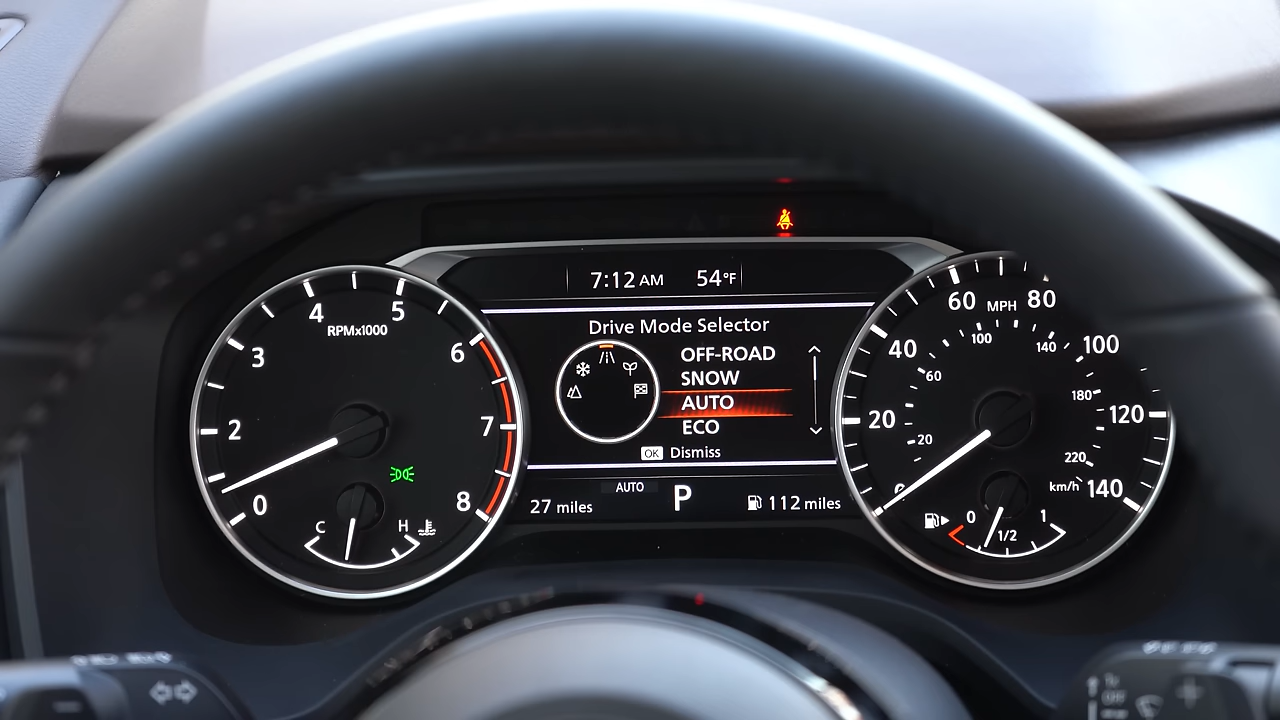 7:12 AM 54°F
Drive Mode Selector
OFF-ROAD
SNOW
AUTO
ECO
OK Dismiss
AUTO
27 miles P 112 miles
RPMx1000
0 2 3 4 5 6 7 8
C H
MPH
0 20 40 60 80 100 120 140
20 60 100 140 180 220
km/h
0 1/2 1
OFF